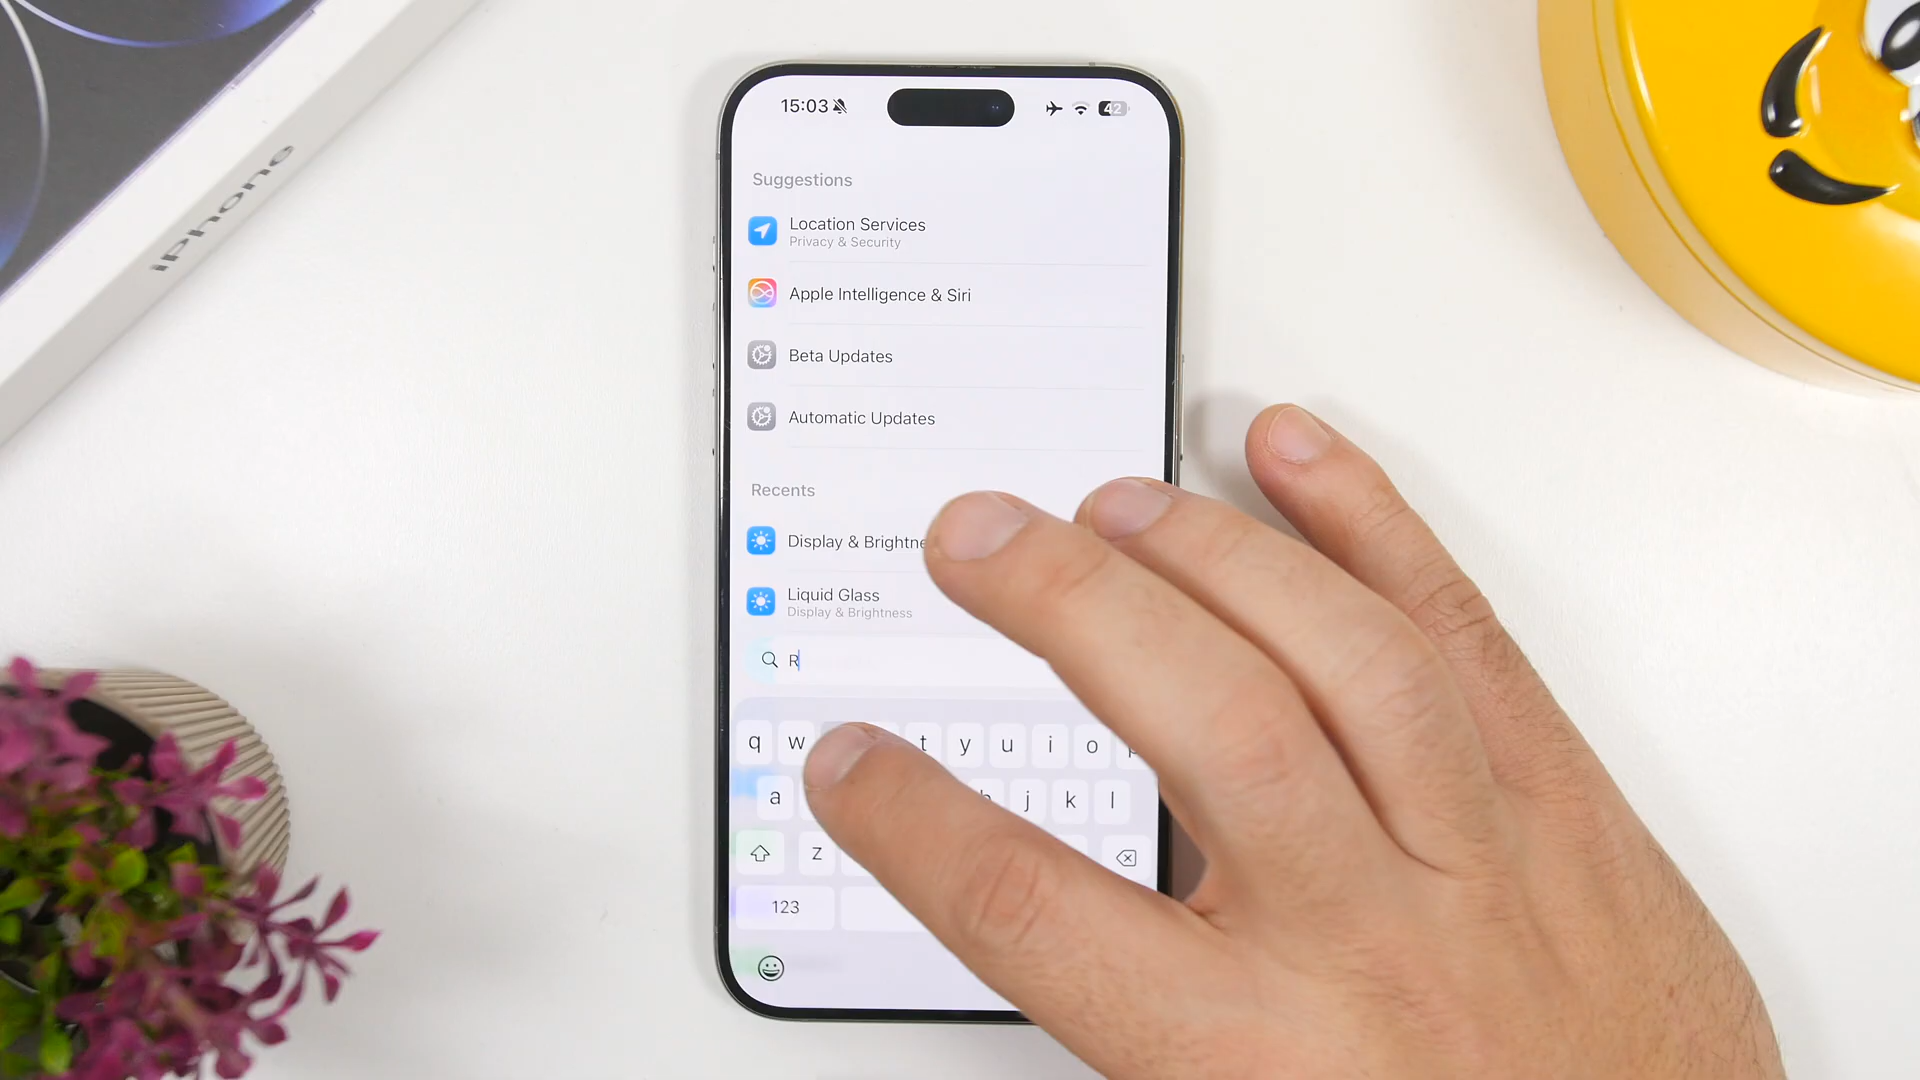 iPhone
15:03
42
Suggestions
Location Services
Privacy & Security
Apple Intelligence & Siri
Beta Updates
Automatic Updates
Recents
Display & Brightne
Liquid Glass
Display & Brightness
R
q w t y u i o p
a h j k l
z
123